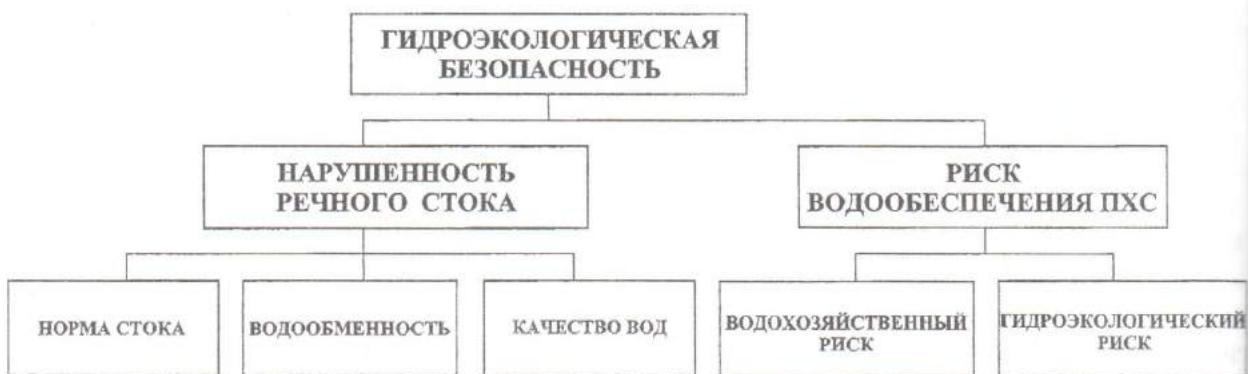 ГИДРОЭКОЛОГИЧЕСКАЯ
БЕЗОПАСНОСТЬ
НАРУШЕННОСТЬ
РЕЧНОГО СТОКА
РИСК
ВОДООБЕСПЕЧЕНИЯ ПХС
НОРМА СТОКА
ВОДООБМЕННОСТЬ
КАЧЕСТВО ВОД
ВОДОХОЗЯЙСТВЕННЫЙ
РИСК
ГИДРОЭКОЛОГИЧЕСКИЙ
РИСК